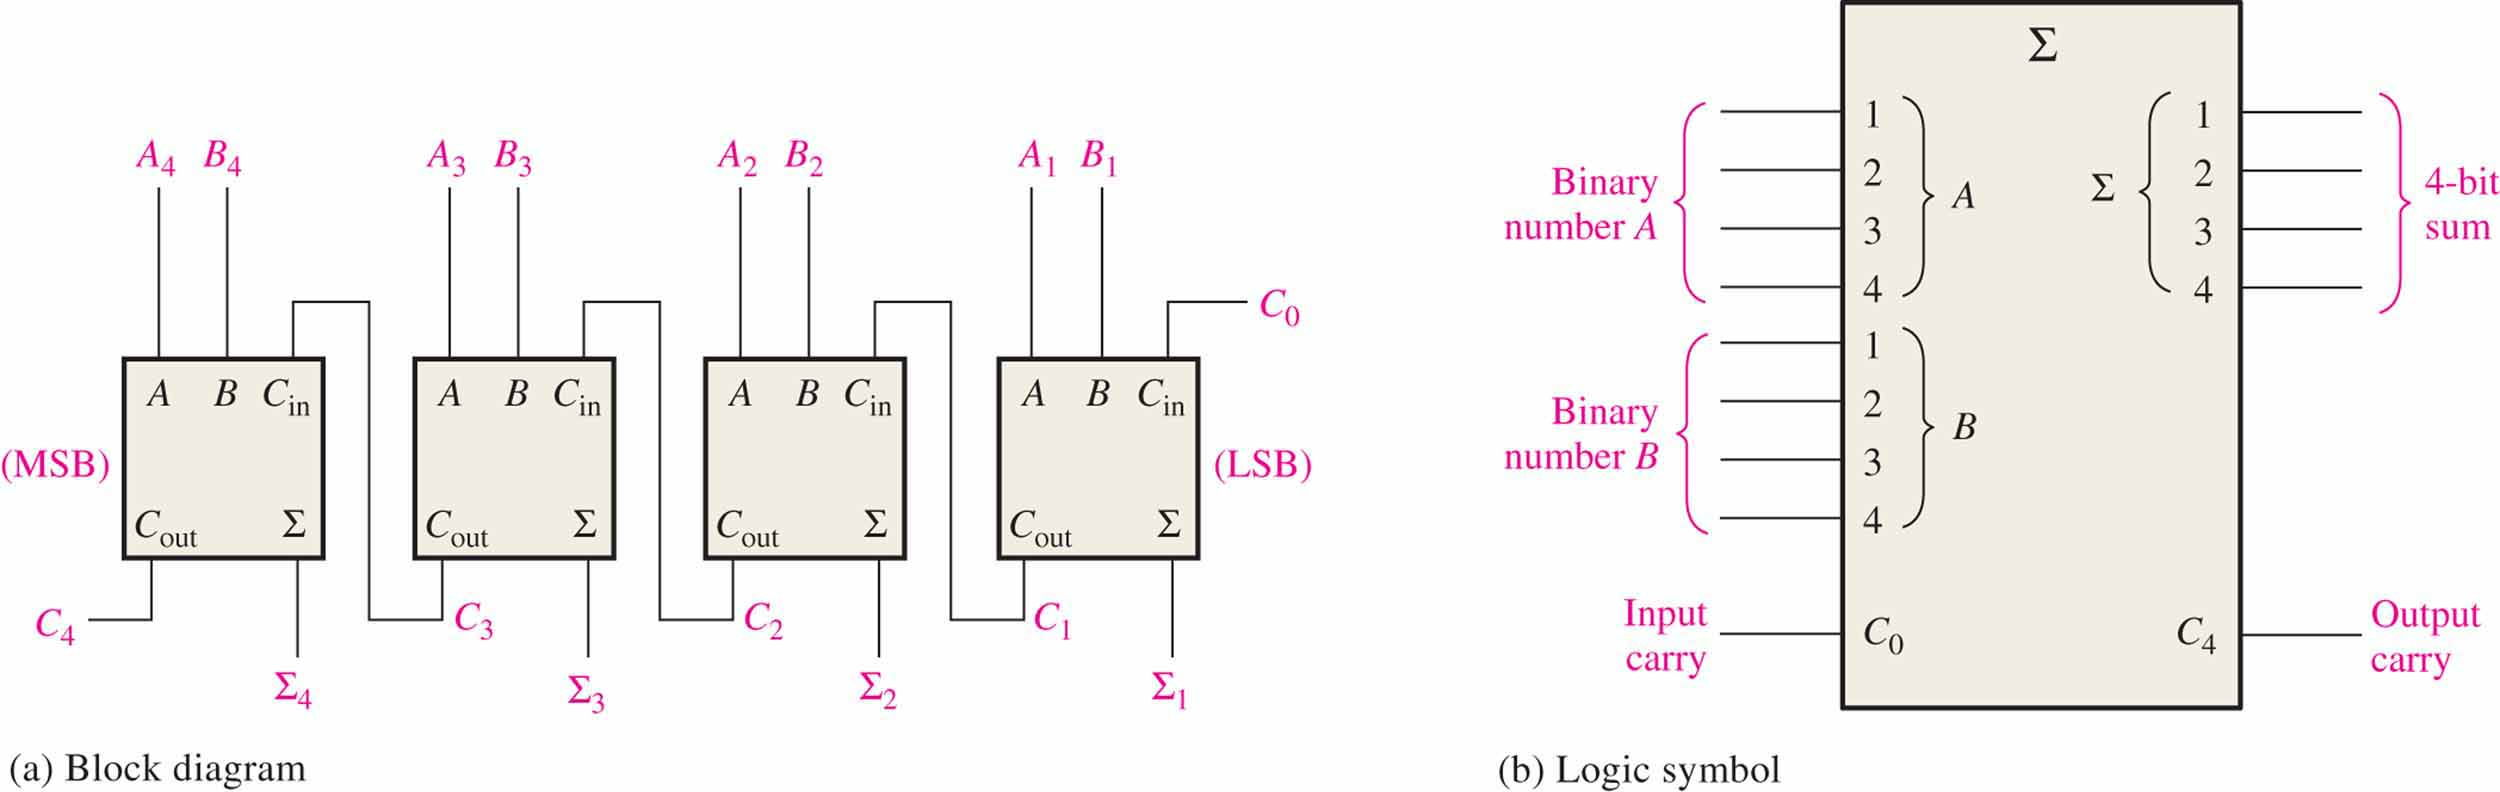 A₄ B₄ A₃ B₃ A₂ B₂ A₁ B₁
C₀
A B Cin A B Cin A B Cin A B Cin
(MSB) (LSB)
Cout Σ Cout Σ Cout Σ Cout Σ
C₄ C₃ C₂ C₁
Σ₄ Σ₃ Σ₂ Σ₁
(a) Block diagram
Σ
Binary
number A
1
2
3
4
A
Σ
1
2
3
4
4-bit
sum
Binary
number B
1
2
3
4
B
Input
carry
C₀
C₄
Output
carry
(b) Logic symbol